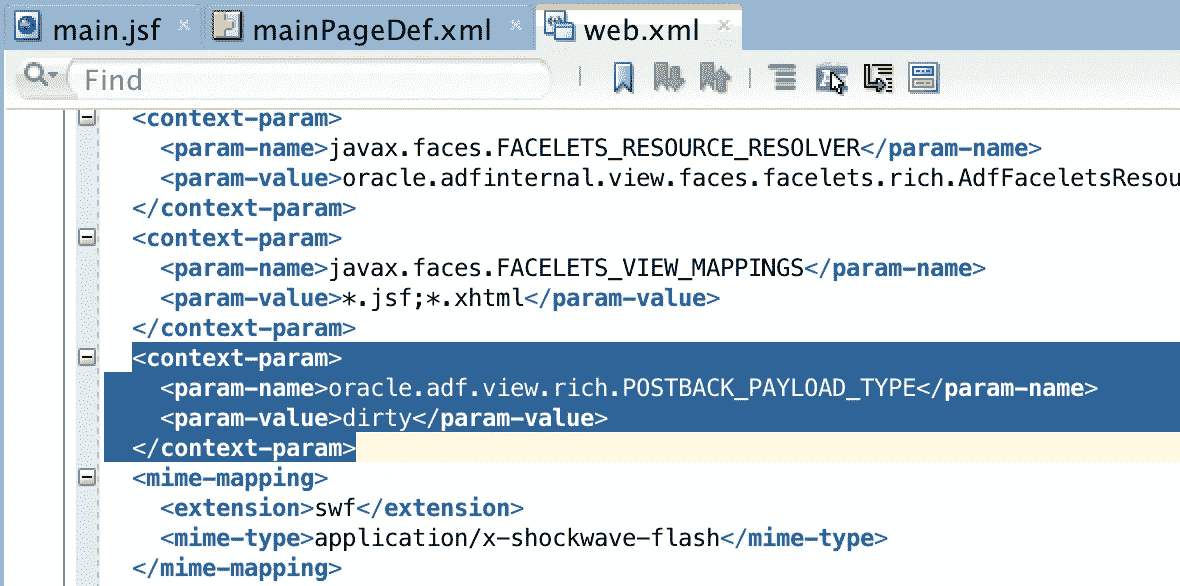 main.jsf mainPageDef.xml web.xml
Find
<context-param>
<param-name>javax.faces.FACELETS_RESOURCE_RESOLVER</param-name>
<param-value>oracle.adfinternal.view.faces.facelets.rich.AdfFaceletsResou
</context-param>
<context-param>
<param-name>javax.faces.FACELETS_VIEW_MAPPINGS</param-name>
<param-value>*.jsf;*.xhtml</param-value>
</context-param>
<context-param>
<param-name>oracle.adf.view.rich.POSTBACK_PAYLOAD_TYPE</param-name>
<param-value>dirty</param-value>
</context-param>
<mime-mapping>
<extension>swf</extension>
<mime-type>application/x-shockwave-flash</mime-type>
</mime-mapping>